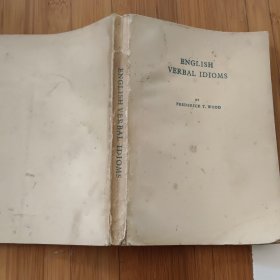 ENGLISH VERBAL IDIOMS
ENGLISH
VERBAL IDIOMS
BY
FREDERICK T. WOOD